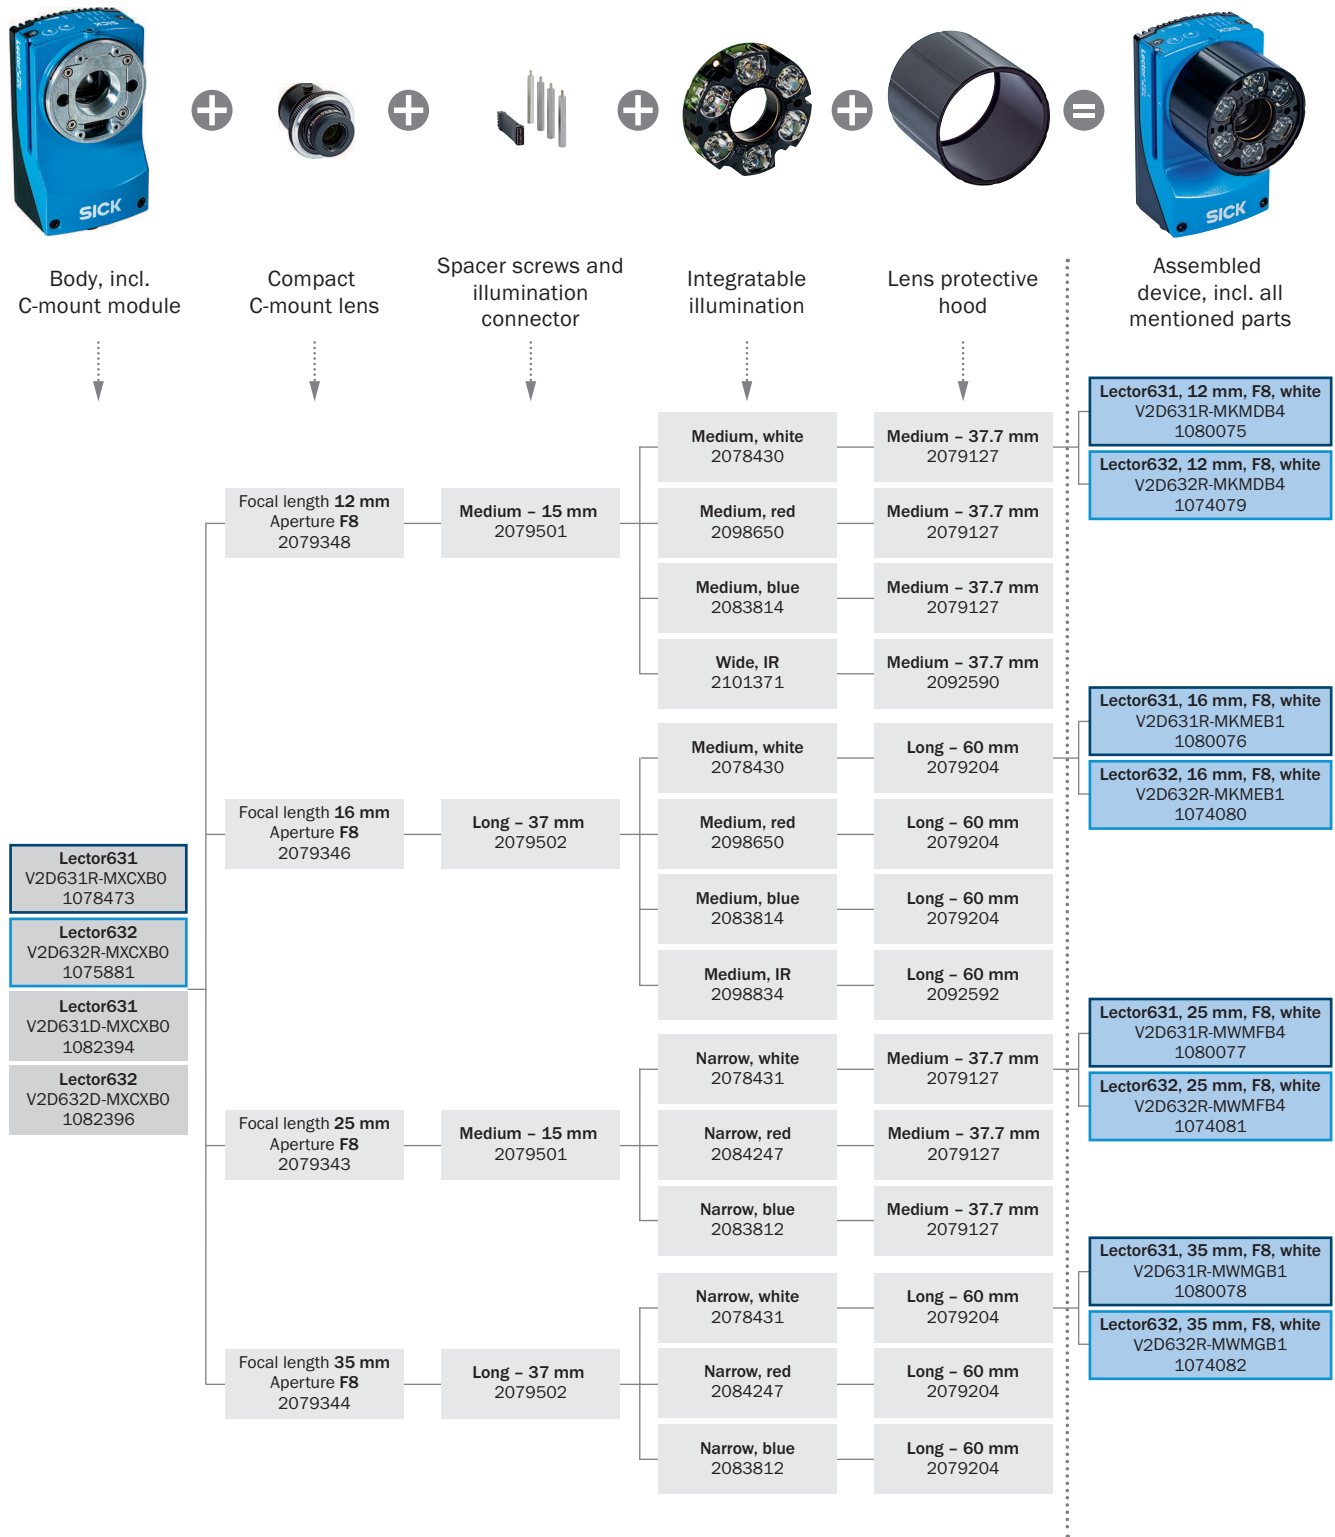 SICK
Lector
SICK
SICK
Lector
SICK
Body, incl.
C-mount module
Compact
C-mount lens
Spacer screws and
illumination
connector
Integratable
illumination
Lens protective
hood
Assembled
device, incl. all
mentioned parts
Lector631
V2D631R-MXCXB0
1078473
Lector632
V2D632R-MXCXB0
1075881
Lector631
V2D631D-MXCXB0
1082394
Lector632
V2D632D-MXCXB0
1082396
Focal length 12 mm
Aperture F8
2079348
Medium – 15 mm
2079501
Medium, white
2078430
Medium – 37.7 mm
2079127
Lector631, 12 mm, F8, white
V2D631R-MKMDB4
1080075
Lector632, 12 mm, F8, white
V2D632R-MKMDB4
1074079
Medium, red
2098650
Medium – 37.7 mm
2079127
Medium, blue
2083814
Medium – 37.7 mm
2079127
Wide, IR
2101371
Medium – 37.7 mm
2092590
Focal length 16 mm
Aperture F8
2079346
Long – 37 mm
2079502
Medium, white
2078430
Long – 60 mm
2079204
Lector631, 16 mm, F8, white
V2D631R-MKMEB1
1080076
Lector632, 16 mm, F8, white
V2D632R-MKMEB1
1074080
Medium, red
2098650
Long – 60 mm
2079204
Medium, blue
2083814
Long – 60 mm
2079204
Medium, IR
2098834
Long – 60 mm
2092592
Focal length 25 mm
Aperture F8
2079343
Medium – 15 mm
2079501
Narrow, white
2078431
Medium – 37.7 mm
2079127
Lector631, 25 mm, F8, white
V2D631R-MWMFB4
1080077
Lector632, 25 mm, F8, white
V2D632R-MWMFB4
1074081
Narrow, red
2084247
Medium – 37.7 mm
2079127
Narrow, blue
2083812
Medium – 37.7 mm
2079127
Focal length 35 mm
Aperture F8
2079344
Long – 37 mm
2079502
Narrow, white
2078431
Long – 60 mm
2079204
Lector631, 35 mm, F8, white
V2D631R-MWMGB1
1080078
Lector632, 35 mm, F8, white
V2D632R-MWMGB1
1074082
Narrow, red
2084247
Long – 60 mm
2079204
Narrow, blue
2083812
Long – 60 mm
2079204